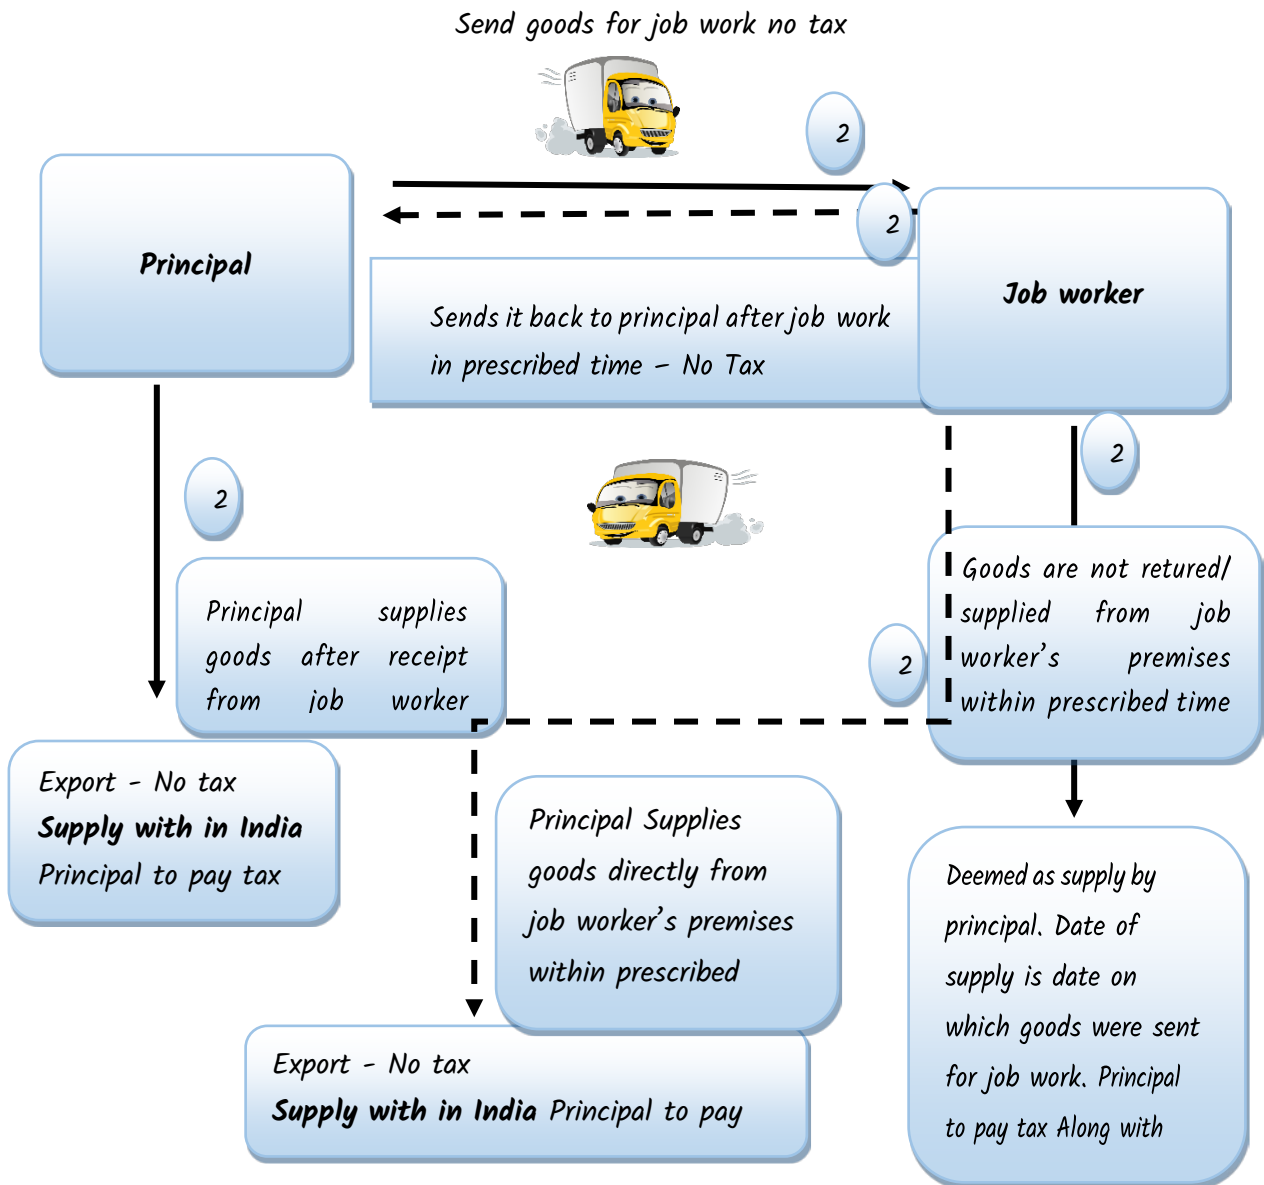 Send goods for job work no tax
2
2
Principal
Job worker
Sends it back to principal after job work
in prescribed time – No Tax
2
2
Goods are not retured/
supplied from job
worker's premises
within prescribed time
Principal supplies
goods after receipt
from job worker
2
Export - No tax
Supply with in India
Principal to pay tax
Principal Supplies
goods directly from
job worker's premises
within prescribed
Deemed as supply by
principal. Date of
supply is date on
which goods were sent
for job work. Principal
to pay tax Along with
Export - No tax
Supply with in India Principal to pay